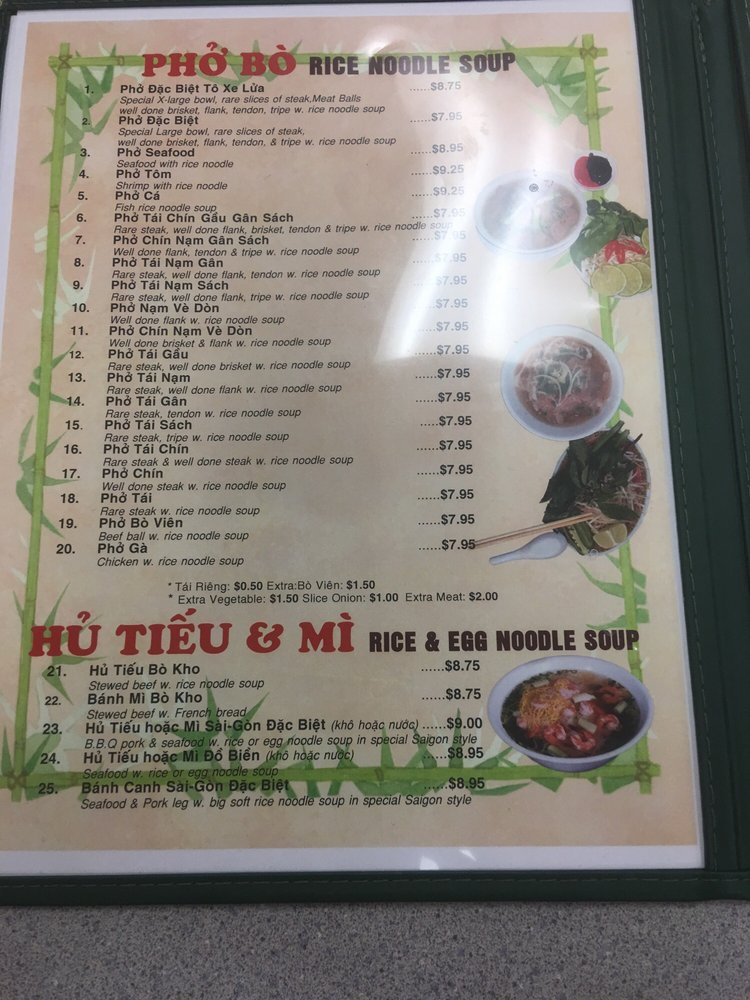 PHỞ BÒ RICE NOODLE SOUP
1. Phở Đặc Biệt Tô Xe Lửa ......$8.75
Special X-large bowl, rare slices of steak,Meat Balls
well done brisket, flank, tendon, tripe w. rice noodle soup
2. Phở Đặc Biệt ......$7.95
Special Large bowl, rare slices of steak,
well done brisket, flank, tendon, & tripe w. rice noodle soup
3. Phở Seafood ......$8.95
Seafood with rice noodle
4. Phở Tôm ......$9.25
Shrimp with rice noodle
5. Phở Cá ......$9.25
Fish rice noodle soup
6. Phở Tái Chín Gầu Gân Sách ......$7.95
Rare steak, well done flank, brisket, tendon & tripe w. rice noodle soup
7. Phở Chín Nạm Gân Sách ......$7.95
Well done flank, tendon & tripe w. rice noodle soup
8. Phở Tái Nạm Gân ......$7.95
Rare steak, well done flank, tendon w. rice noodle soup
9. Phở Tái Nạm Sách ......$7.95
Rare steak, well done flank, tripe w. rice noodle soup
10. Phở Nạm Vè Dòn ......$7.95
Well done flank w. rice noodle soup
11. Phở Chín Nạm Vè Dòn ......$7.95
Well done brisket & flank w. rice noodle soup
12. Phở Tái Gầu ......$7.95
Rare steak, well done brisket w. rice noodle soup
13. Phở Tái Nạm ......$7.95
Rare steak, well done flank w. rice noodle soup
14. Phở Tái Gân ......$7.95
Rare steak, tendon w. rice noodle soup
15. Phở Tái Sách ......$7.95
Rare steak, tripe w. rice noodle soup
16. Phở Tái Chín ......$7.95
Rare steak & well done steak w. rice noodle soup
17. Phở Chín ......$7.95
Well done steak w. rice noodle soup
18. Phở Tái ......$7.95
Rare steak w. rice noodle soup
19. Phở Bò Viên ......$7.95
Beef ball w. rice noodle soup
20. Phở Gà ......$7.95
Chicken w. rice noodle soup
* Tái Riêng: $0.50 Extra:Bò Viên: $1.50
* Extra Vegetable: $1.50 Slice Onion: $1.00 Extra Meat: $2.00
HỦ TIẾU & MÌ RICE & EGG NOODLE SOUP
21. Hủ Tiếu Bò Kho ......$8.75
Stewed beef w. rice noodle soup
22. Bánh Mì Bò Kho ......$8.75
Stewed beef w. French bread
23. Hủ Tiếu hoặc Mì Sài-Gòn Đặc Biệt (khô hoặc nước) ......$9.00
B.B.Q pork & seafood w. rice or egg noodle soup in special Saigon style
24. Hủ Tiếu hoặc Mì Đồ Biển (khô hoặc nước) ......$8.95
Seafood w. rice or egg noodle soup
25. Bánh Canh Sài-Gòn Đặc Biệt ......$8.95
Seafood & Pork leg w. big soft rice noodle soup in special Saigon style